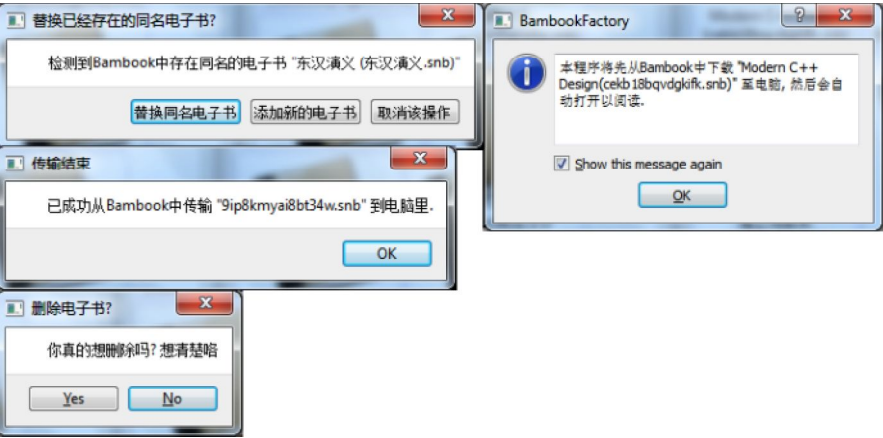 替换已经存在的同名电子书?
检测到Bambook中存在同名的电子书 "东汉演义 (东汉演义.snb)"
替换同名电子书
添加新的电子书
取消该操作
传输结束
已成功从Bambook中传输 "9ip8kmyai8bt34w.snb" 到电脑里.
OK
删除电子书?
你真的想删除吗? 想清楚咯
Yes
No
BambookFactory
本程序将先从Bambook中下载 "Modern C++
Design(cekb18bqvdgkifk.snb)" 至电脑, 然后会自
动打开以阅读.
Show this message again
OK